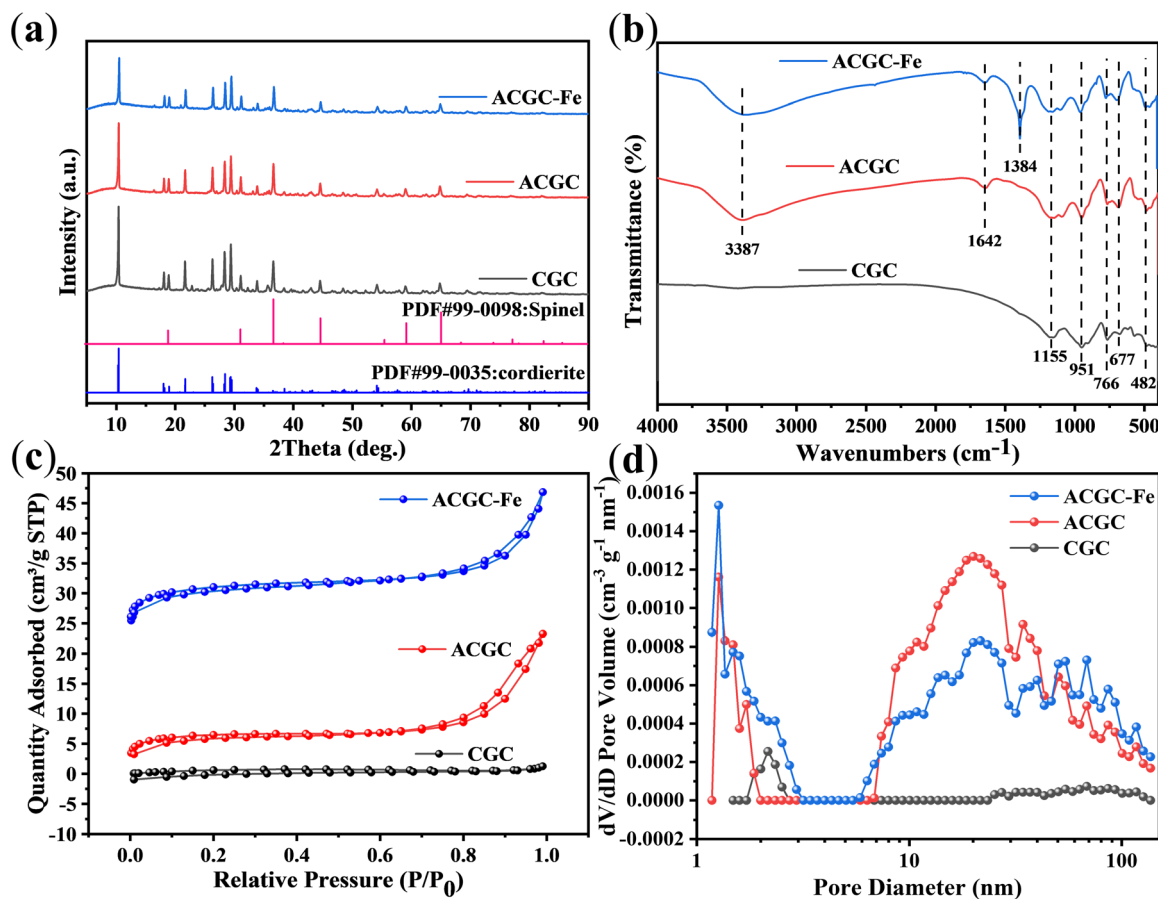 (a)
ACGC-Fe
ACGC
CGC
PDF#99-0098:Spinel
PDF#99-0035:cordierite
Intensity (a.u.)
10 20 30 40 50 60 70 80 90
2Theta (deg.)
(b)
ACGC-Fe
1384
ACGC
3387
1642
CGC
1155
951
766
677
482
Transmittance (%)
4000 3500 3000 2500 2000 1500 1000 500
Wavenumbers (cm⁻¹)
(c)
50
45
40
35
30
25
20
15
10
5
0
-5
-10
ACGC-Fe
ACGC
CGC
Quantity Adsorbed (cm³/g STP)
0.0 0.2 0.4 0.6 0.8 1.0
Relative Pressure (P/P₀)
(d)
0.0016
0.0014
0.0012
0.0010
0.0008
0.0006
0.0004
0.0002
0.0000
-0.0002
ACGC-Fe
ACGC
CGC
dV/dD Pore Volume (cm⁻³ g⁻¹ nm⁻¹)
1 10 100
Pore Diameter (nm)